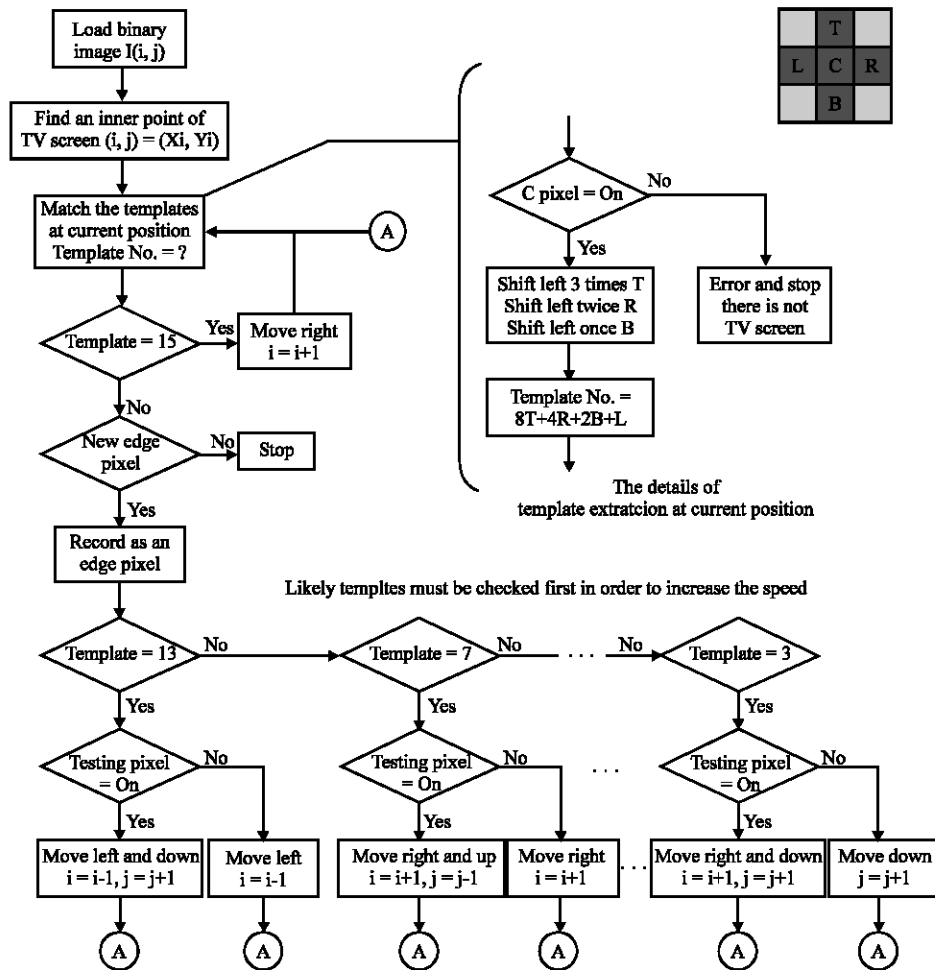 Load binary
image I(i, j)
Find an inner point of
TV screen (i, j) = (Xi, Yi)
Match the templates
at current position
Template No. = ?
A
Template = 15
Yes
Move right
i = i+1
No
New edge
pixel
No
Stop
Yes
Record as an
edge pixel
T
L C R
B
C pixel = On
No
Yes
Shift left 3 times T
Shift left twice R
Shift left once B
Error and stop
there is not
TV screen
Template No. =
8T+4R+2B+L
The details of
template extratcion at current position
Likely templtes must be checked first in order to increase the speed
Template = 13
No
Template = 7
No
. . .
No
Template = 3
Yes
Yes
Yes
Testing pixel
= On
No
Testing pixel
= On
No
. . .
Testing pixel
= On
No
Yes
Yes
Yes
Move left and down
i = i-1, j = j+1
Move left
i = i-1
Move right and up
i = i+1, j = j-1
Move right
i = i+1
. . .
Move right and down
i = i+1, j = j+1
Move down
j = j+1
A
A
A
A
A
A